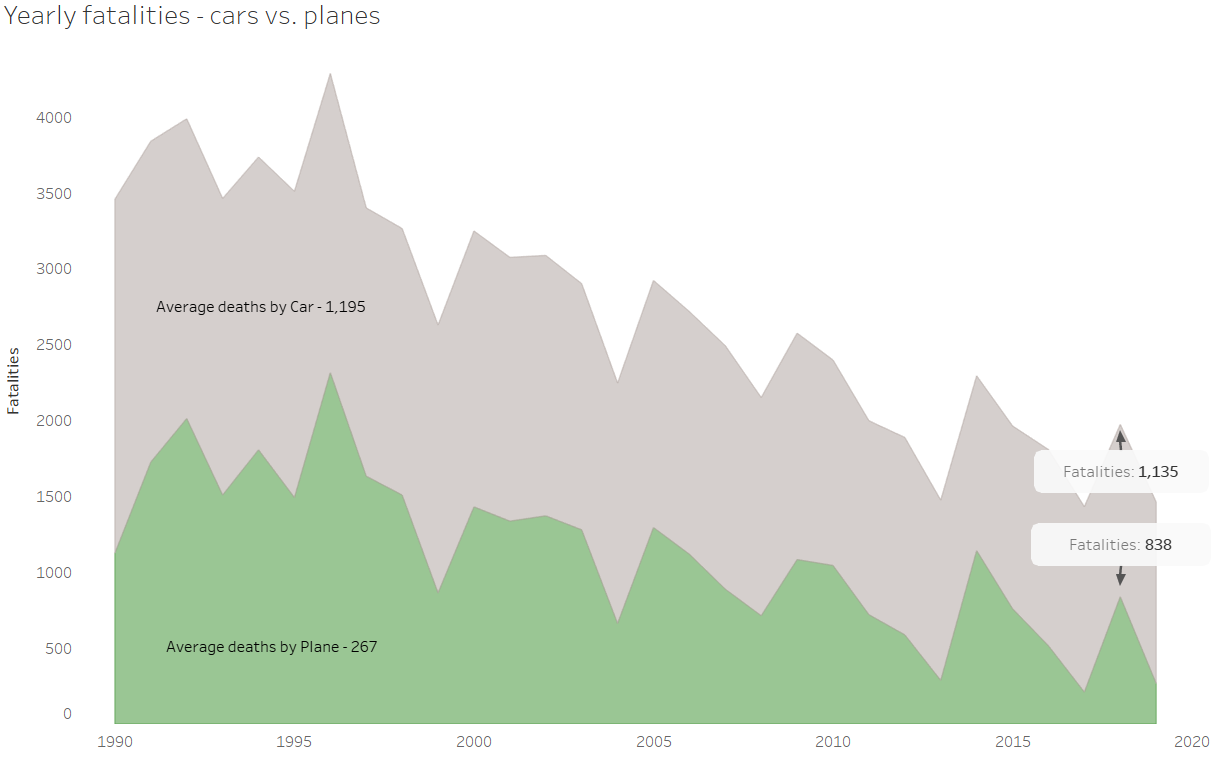 Yearly fatalities - cars vs. planes
4000
3500
3000
2500
2000
1500
1000
500
0
Fatalities
Average deaths by Car - 1,195
Average deaths by Plane - 267
Fatalities: 1,135
Fatalities: 838
1990
1995
2000
2005
2010
2015
2020